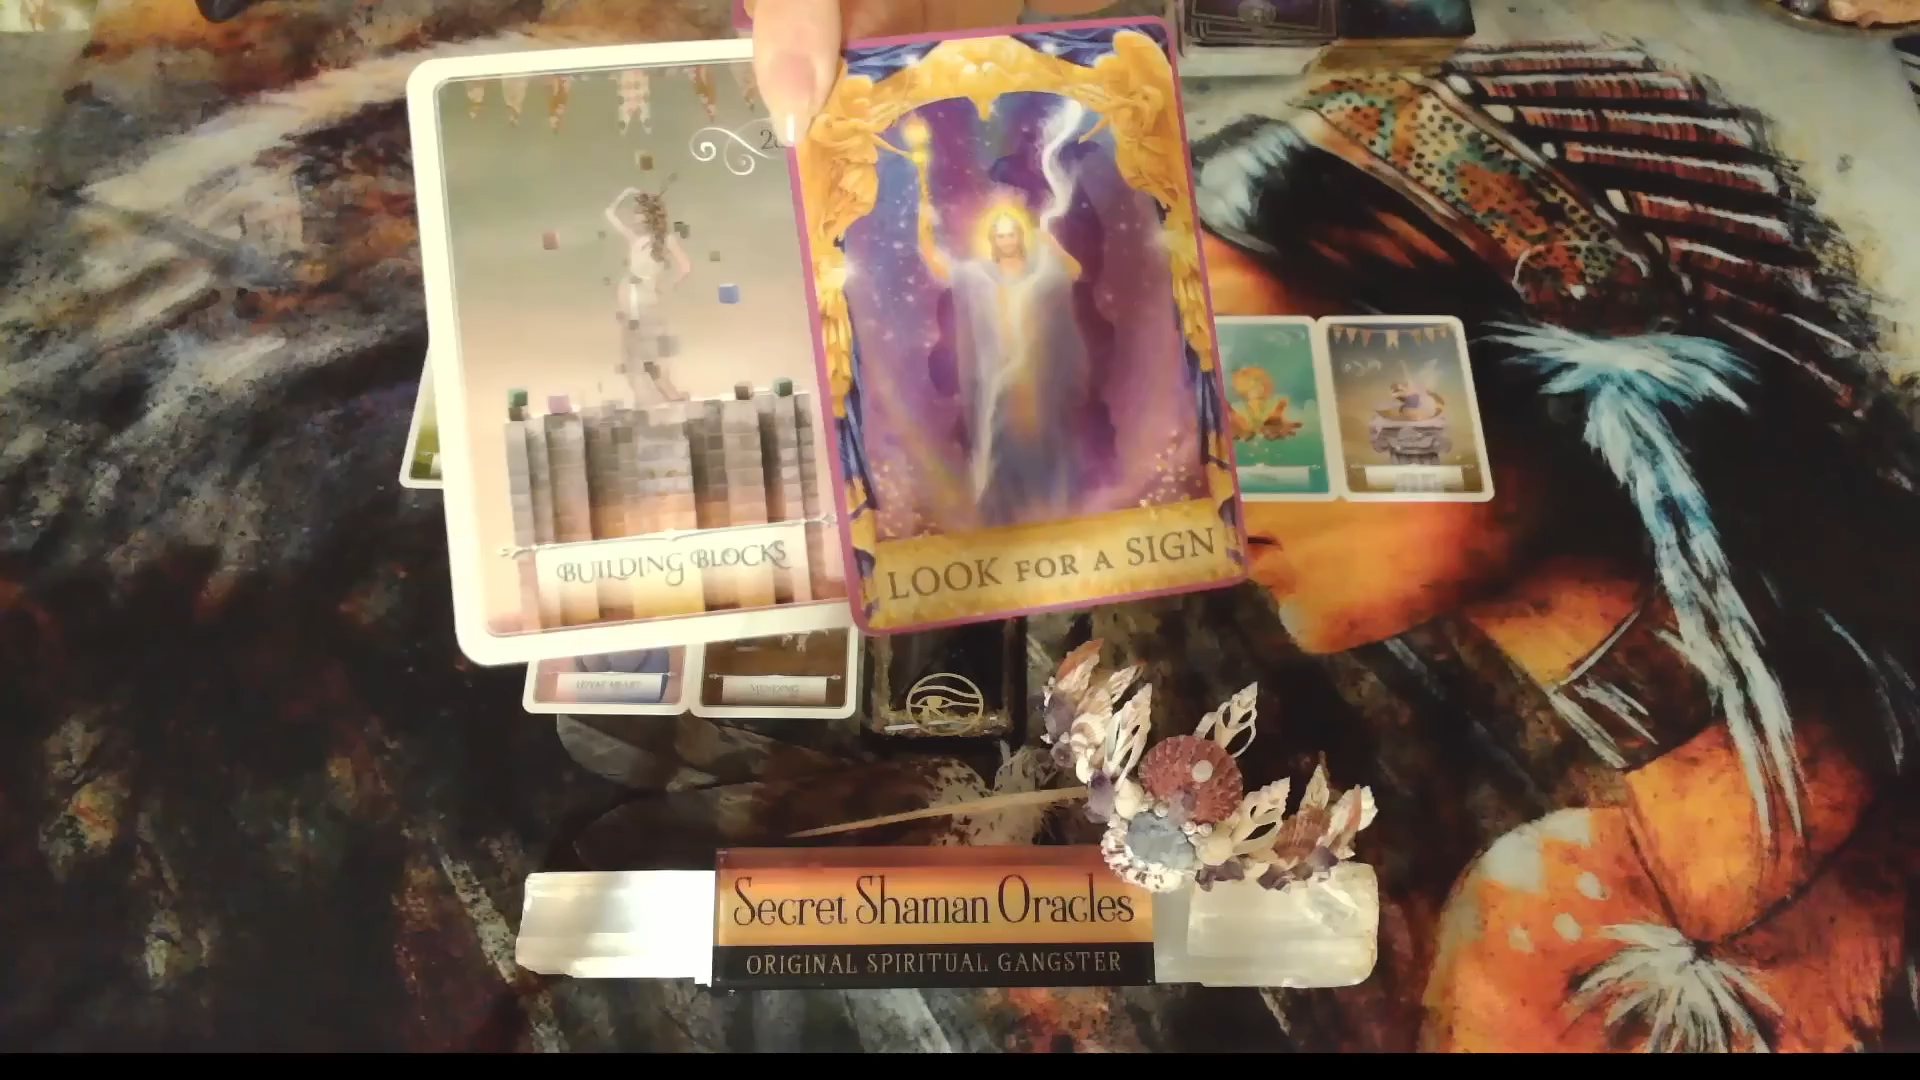 BUILDING BLOCKS
LOOK FOR A SIGN
Secret Shaman Oracles
ORIGINAL SPIRITUAL GANGSTER